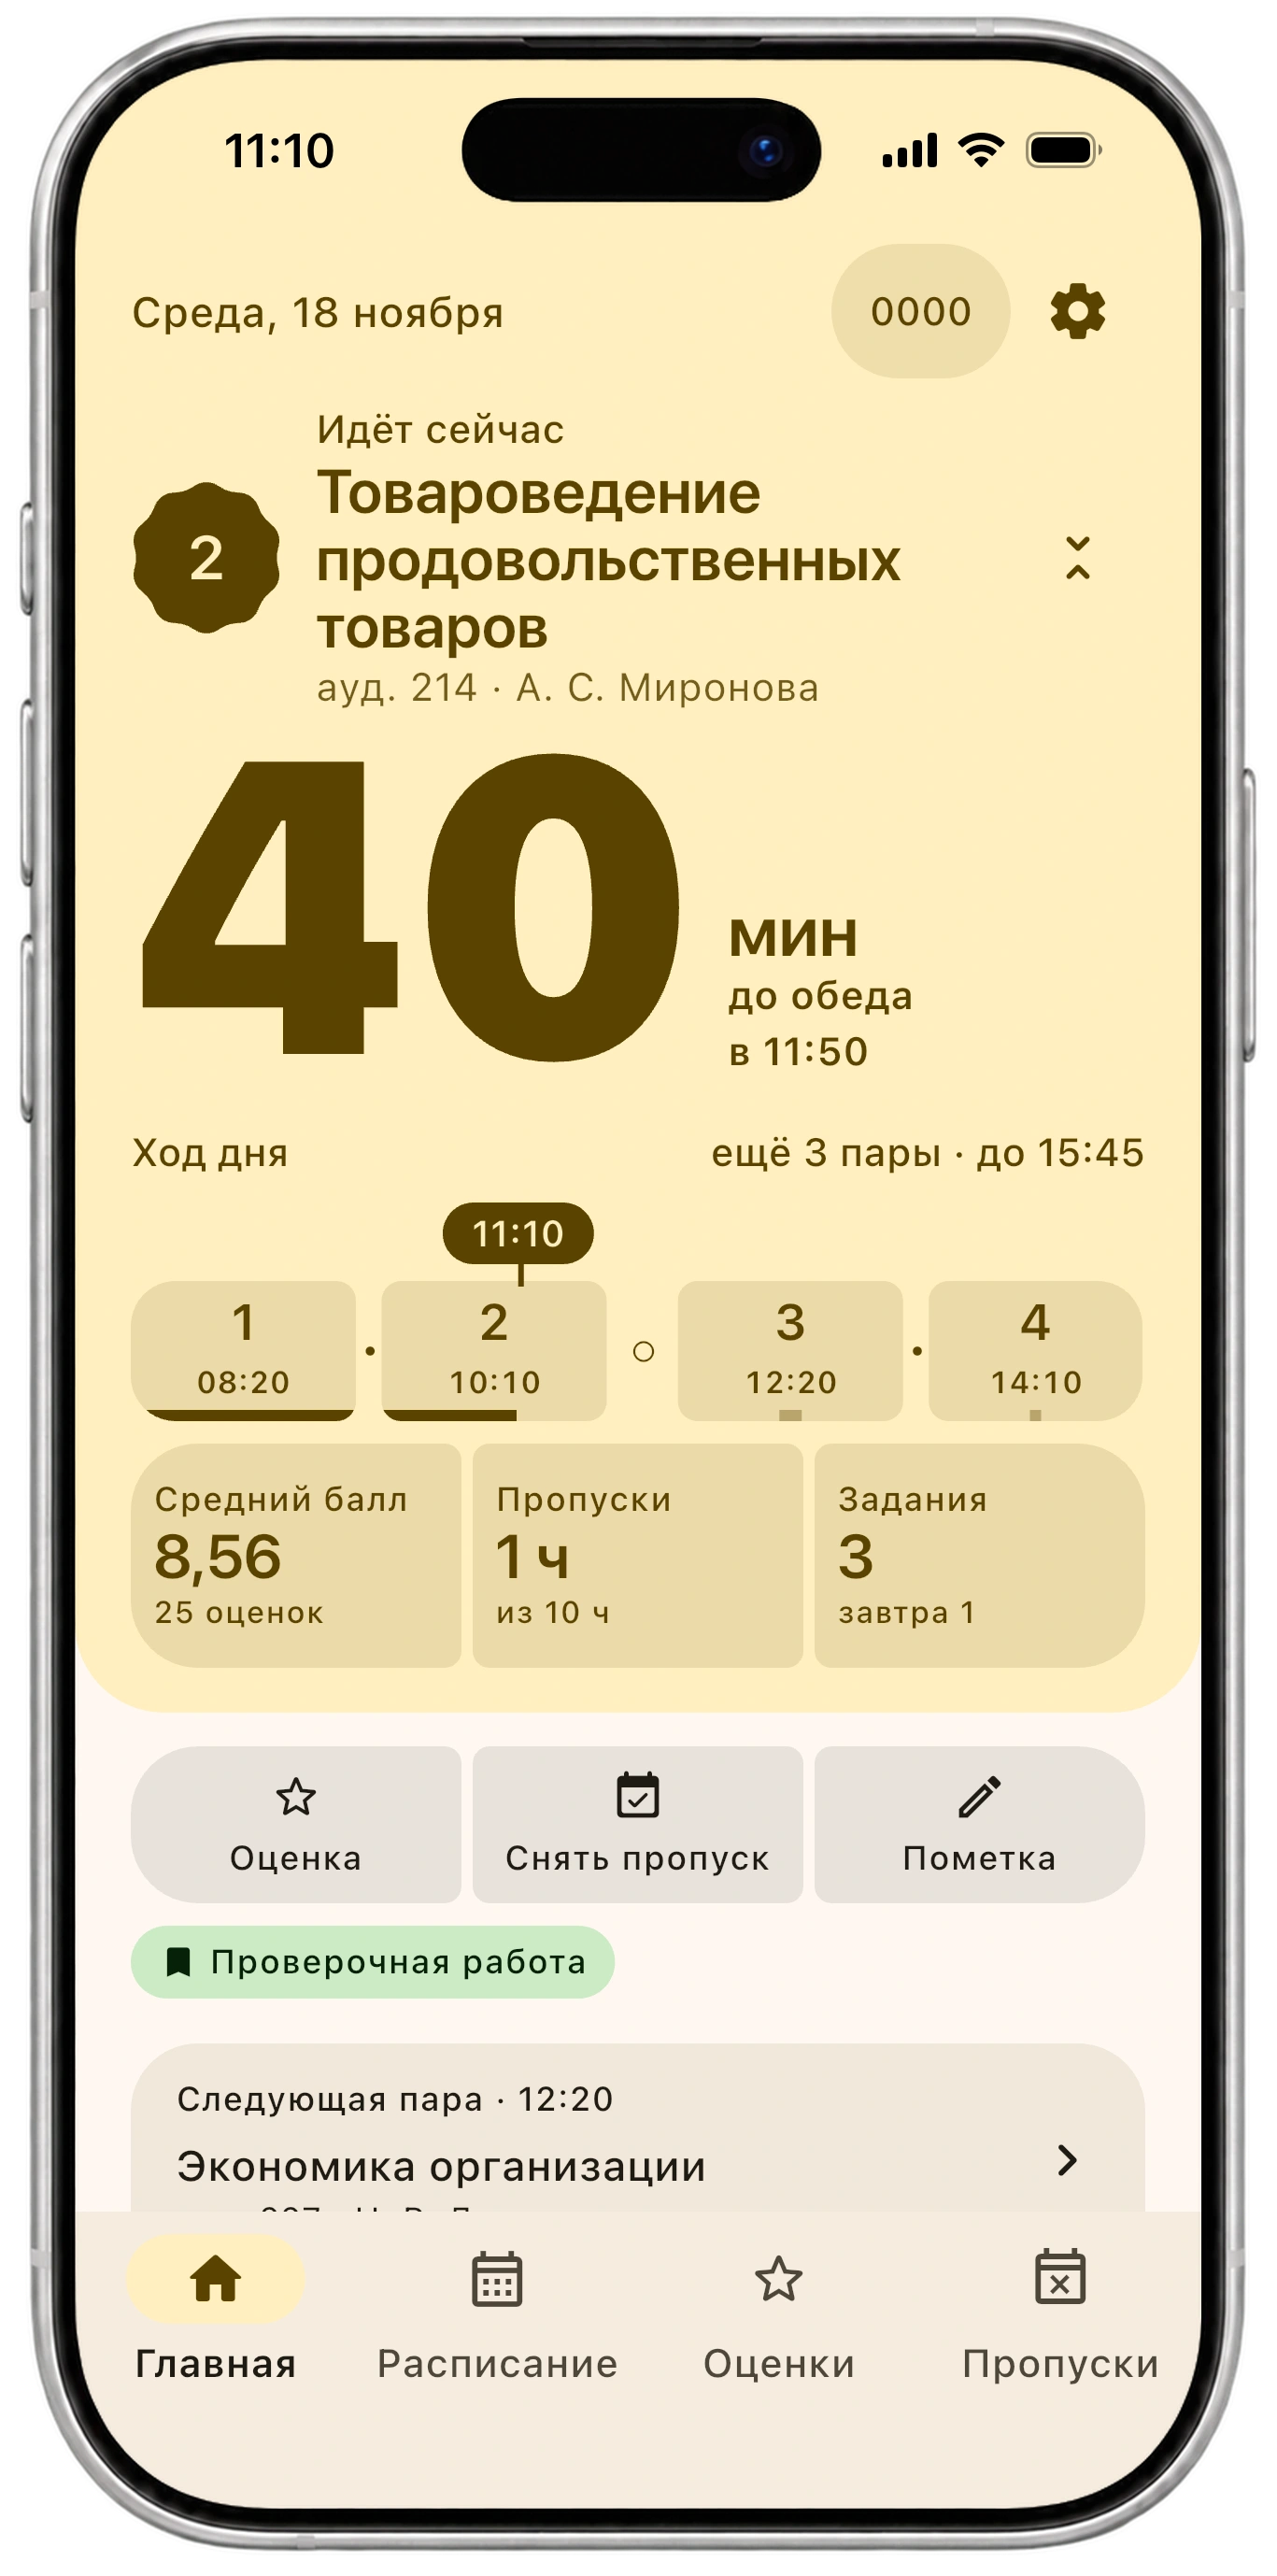 11:10
Среда, 18 ноября
0000
Идёт сейчас
2
Товароведение
продовольственных
товаров
ауд. 214 · А. С. Миронова
40
мин
до обеда
в 11:50
Ход дня
ещё 3 пары · до 15:45
11:10
1
2
3
4
08:20
10:10
12:20
14:10
Средний балл
Пропуски
Задания
8,56
1 ч
3
25 оценок
из 10 ч
завтра 1
Оценка
Снять пропуск
Пометка
Проверочная работа
Следующая пара · 12:20
Экономика организации
Главная
Расписание
Оценки
Пропуски